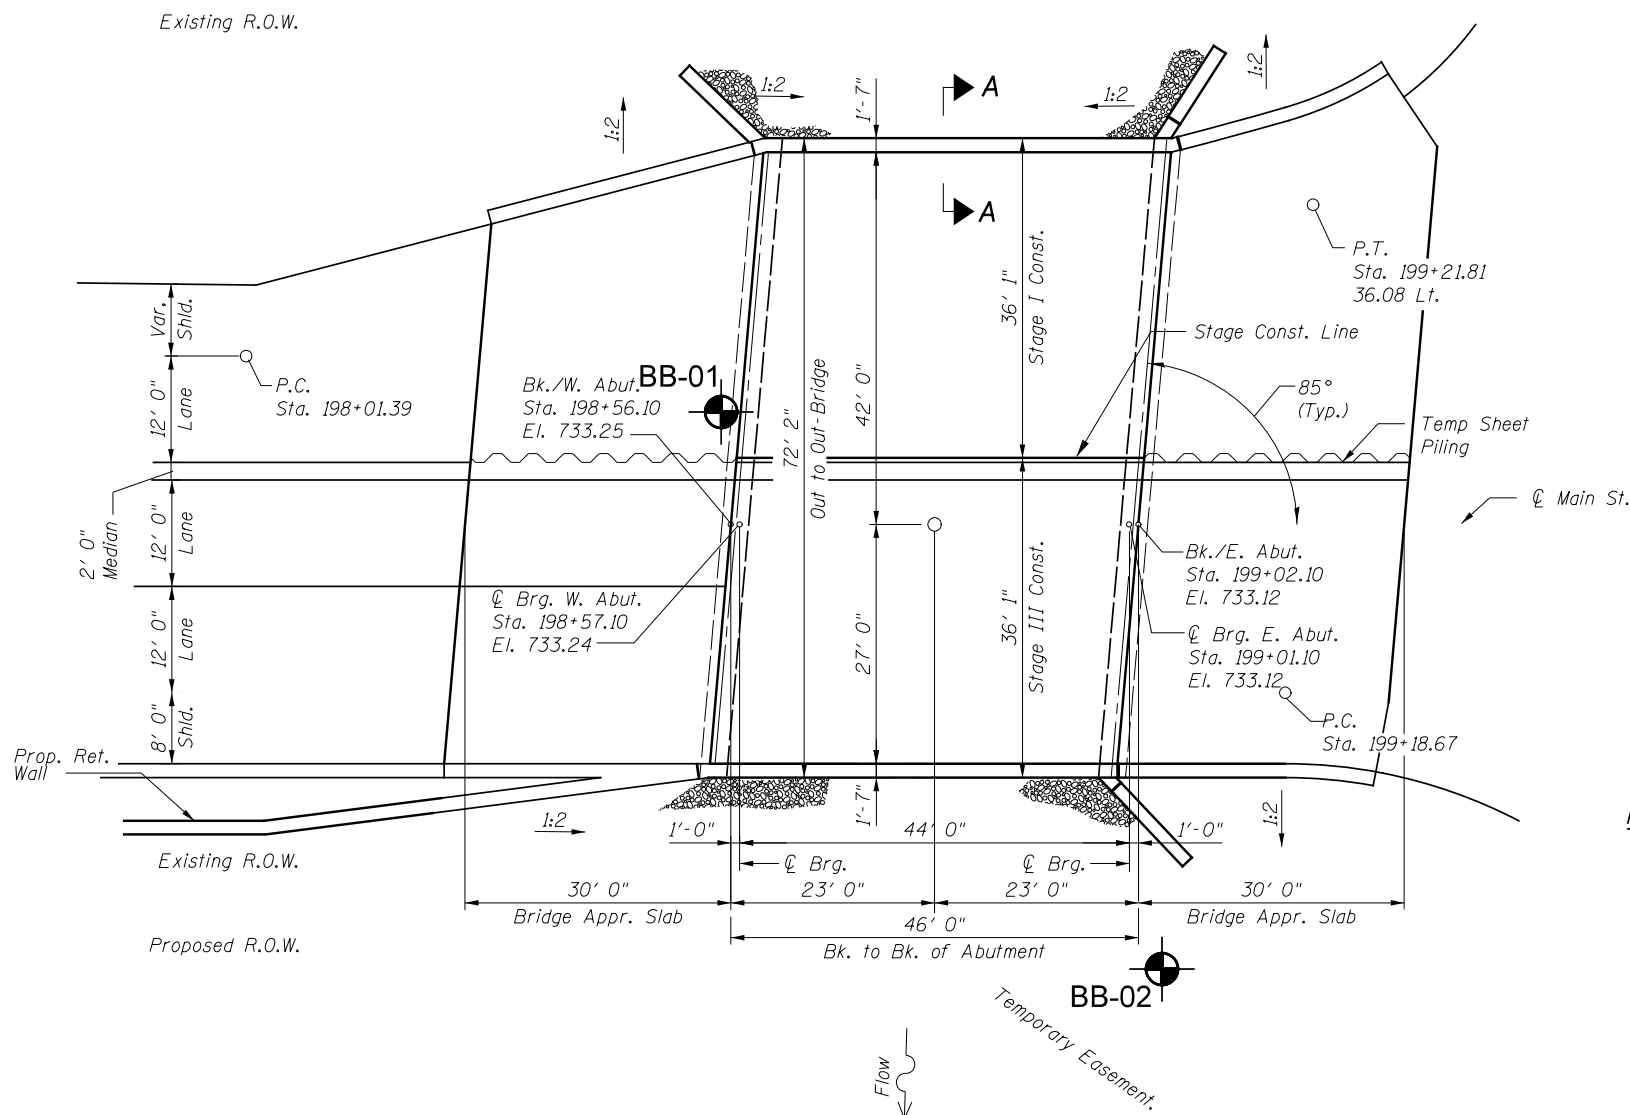 Existing R.O.W.
1:2
1:2
1'-7"
A
1:2
1:2
A
P.T.
Sta. 199+21.81
36.08 Lt.
Var.
Shld.
12' 0"
Lane
P.C.
Sta. 198+01.39
Bk./W. Abut.
Sta. 198+56.10
El. 733.25
BB-01
72' 2"
Out to Out-Bridge
42' 0"
36' 1"
Stage I Const.
Stage Const. Line
85°
(Typ.)
Temp Sheet
Piling
℄ Main St.
2' 0"
Median
12' 0"
Lane
12' 0"
Lane
8' 0"
Shld.
℄ Brg. W. Abut.
Sta. 198+57.10
El. 733.24
27' 0"
36' 1"
Stage III Const.
Bk./E. Abut.
Sta. 199+02.10
El. 733.12
℄ Brg. E. Abut.
Sta. 199+01.10
El. 733.12
P.C.
Sta. 199+18.67
Prop. Ret.
Wall
1:2
1'-7"
1:2
1'-0"
44' 0"
1'-0"
Existing R.O.W.
℄ Brg.
℄ Brg.
30' 0"
23' 0"
23' 0"
30' 0"
Bridge Appr. Slab
Bridge Appr. Slab
46' 0"
Bk. to Bk. of Abutment
Proposed R.O.W.
BB-02
Temporary Easement.
Flow